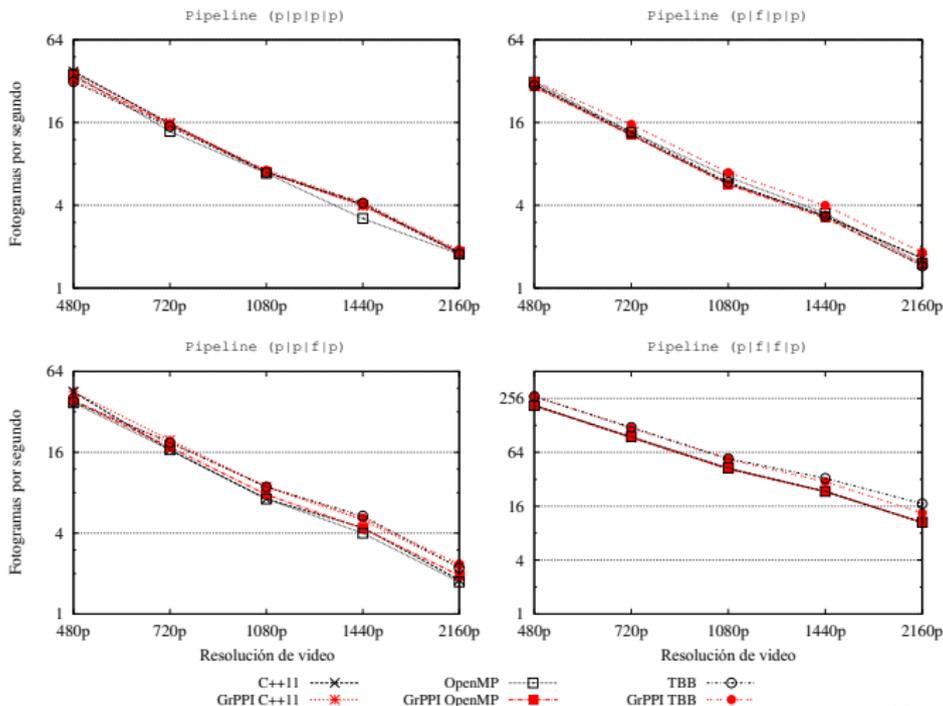 Pipeline (p|p|p|p)
Pipeline (p|f|p|p)
Fotogramas por segundo
64
16
4
1
480p 720p 1080p 1440p 2160p
64
16
4
1
480p 720p 1080p 1440p 2160p
Pipeline (p|p|f|p)
Pipeline (p|f|f|p)
Fotogramas por segundo
64
16
4
1
480p 720p 1080p 1440p 2160p
Resolución de video
256
64
16
4
1
480p 720p 1080p 1440p 2160p
Resolución de video
C++11 OpenMP TBB
GrPPI C++11 GrPPI OpenMP GrPPI TBB